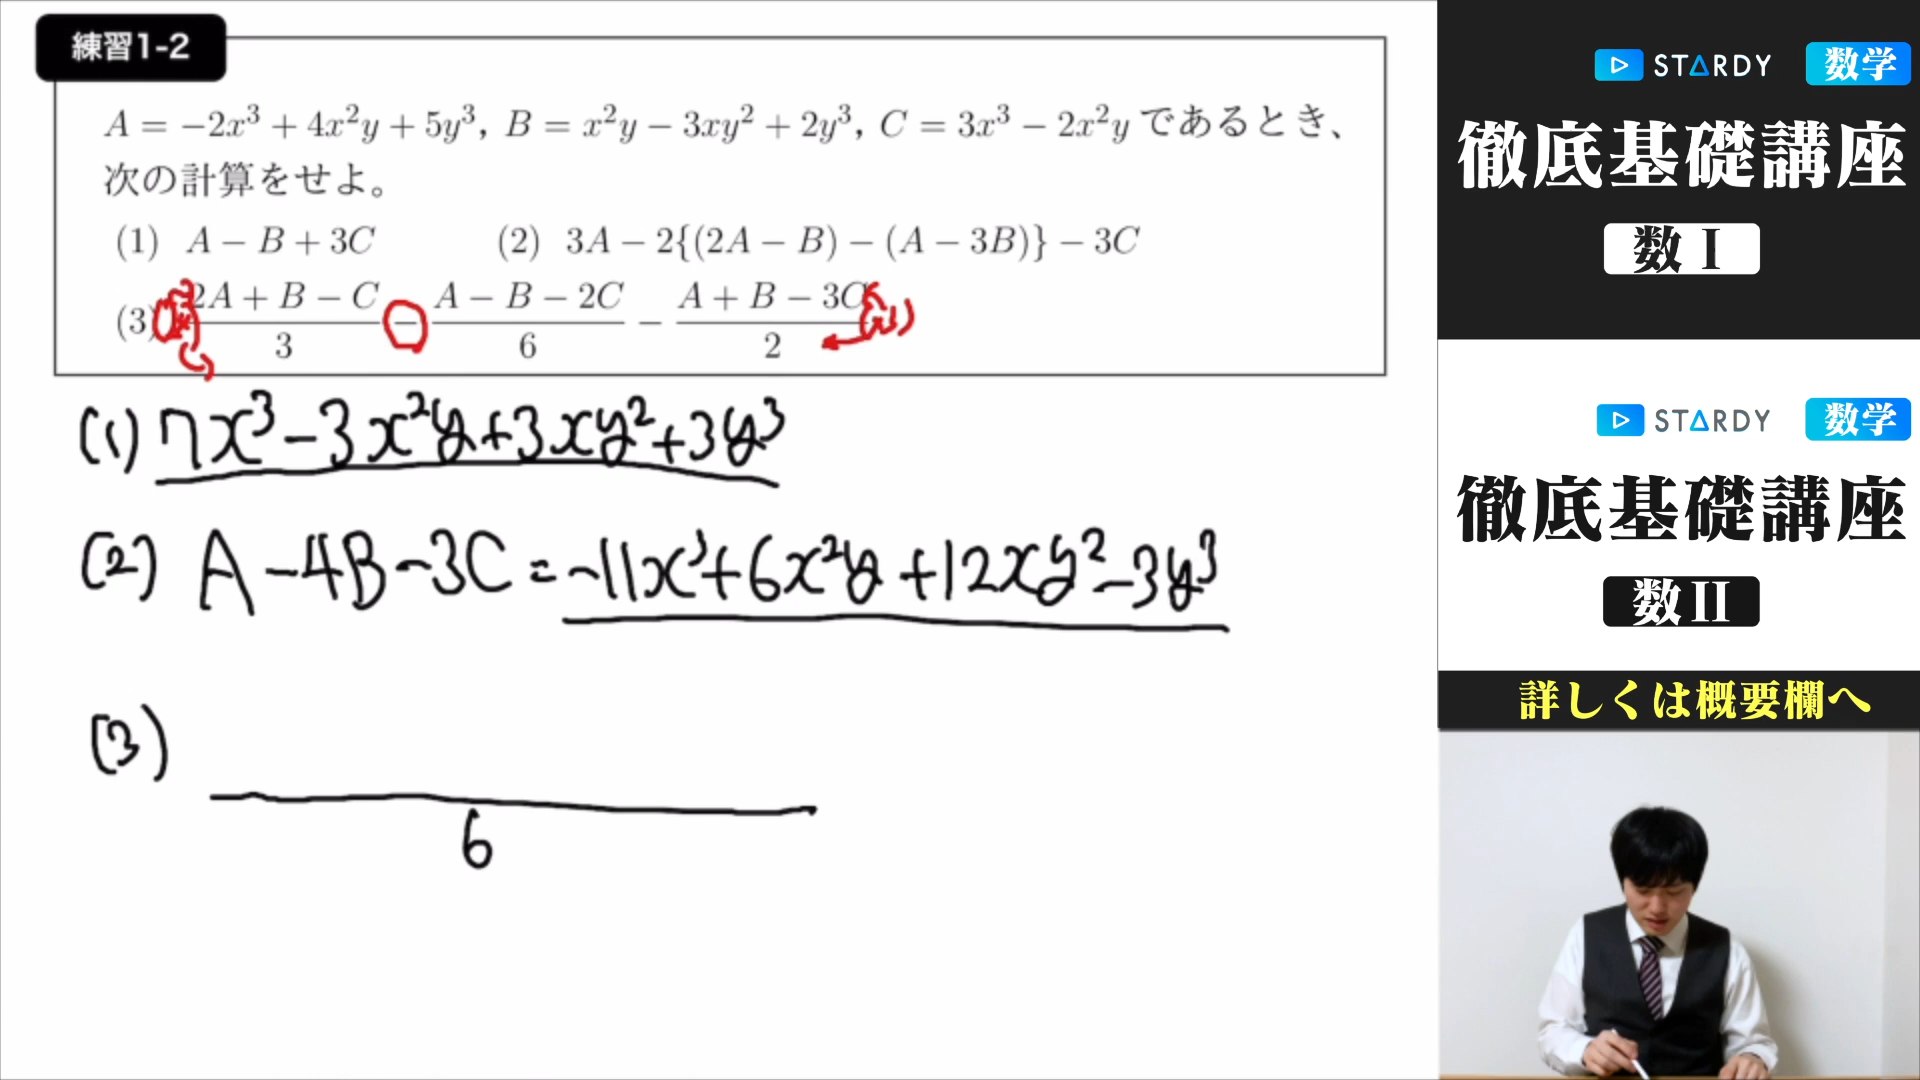 練習1-2
A = −2x³ + 4x²y + 5y³, B = x²y − 3xy² + 2y³, C = 3x³ − 2x²y であるとき、
次の計算をせよ。
(1) A − B + 3C (2) 3A − 2{(2A − B) − (A − 3B)} − 3C
(3) (2A + B − C)/3 − (A − B − 2C)/6 − (A + B − 3C)/2
(1) 7x³ − 3x²y + 3xy² + 3y³
(2) A − 4B − 3C = −11x³ + 6x²y + 12xy² − 3y³
(3)
6
STARDY 数学
徹底基礎講座
数Ⅰ
STARDY 数学
徹底基礎講座
数Ⅱ
詳しくは概要欄へ